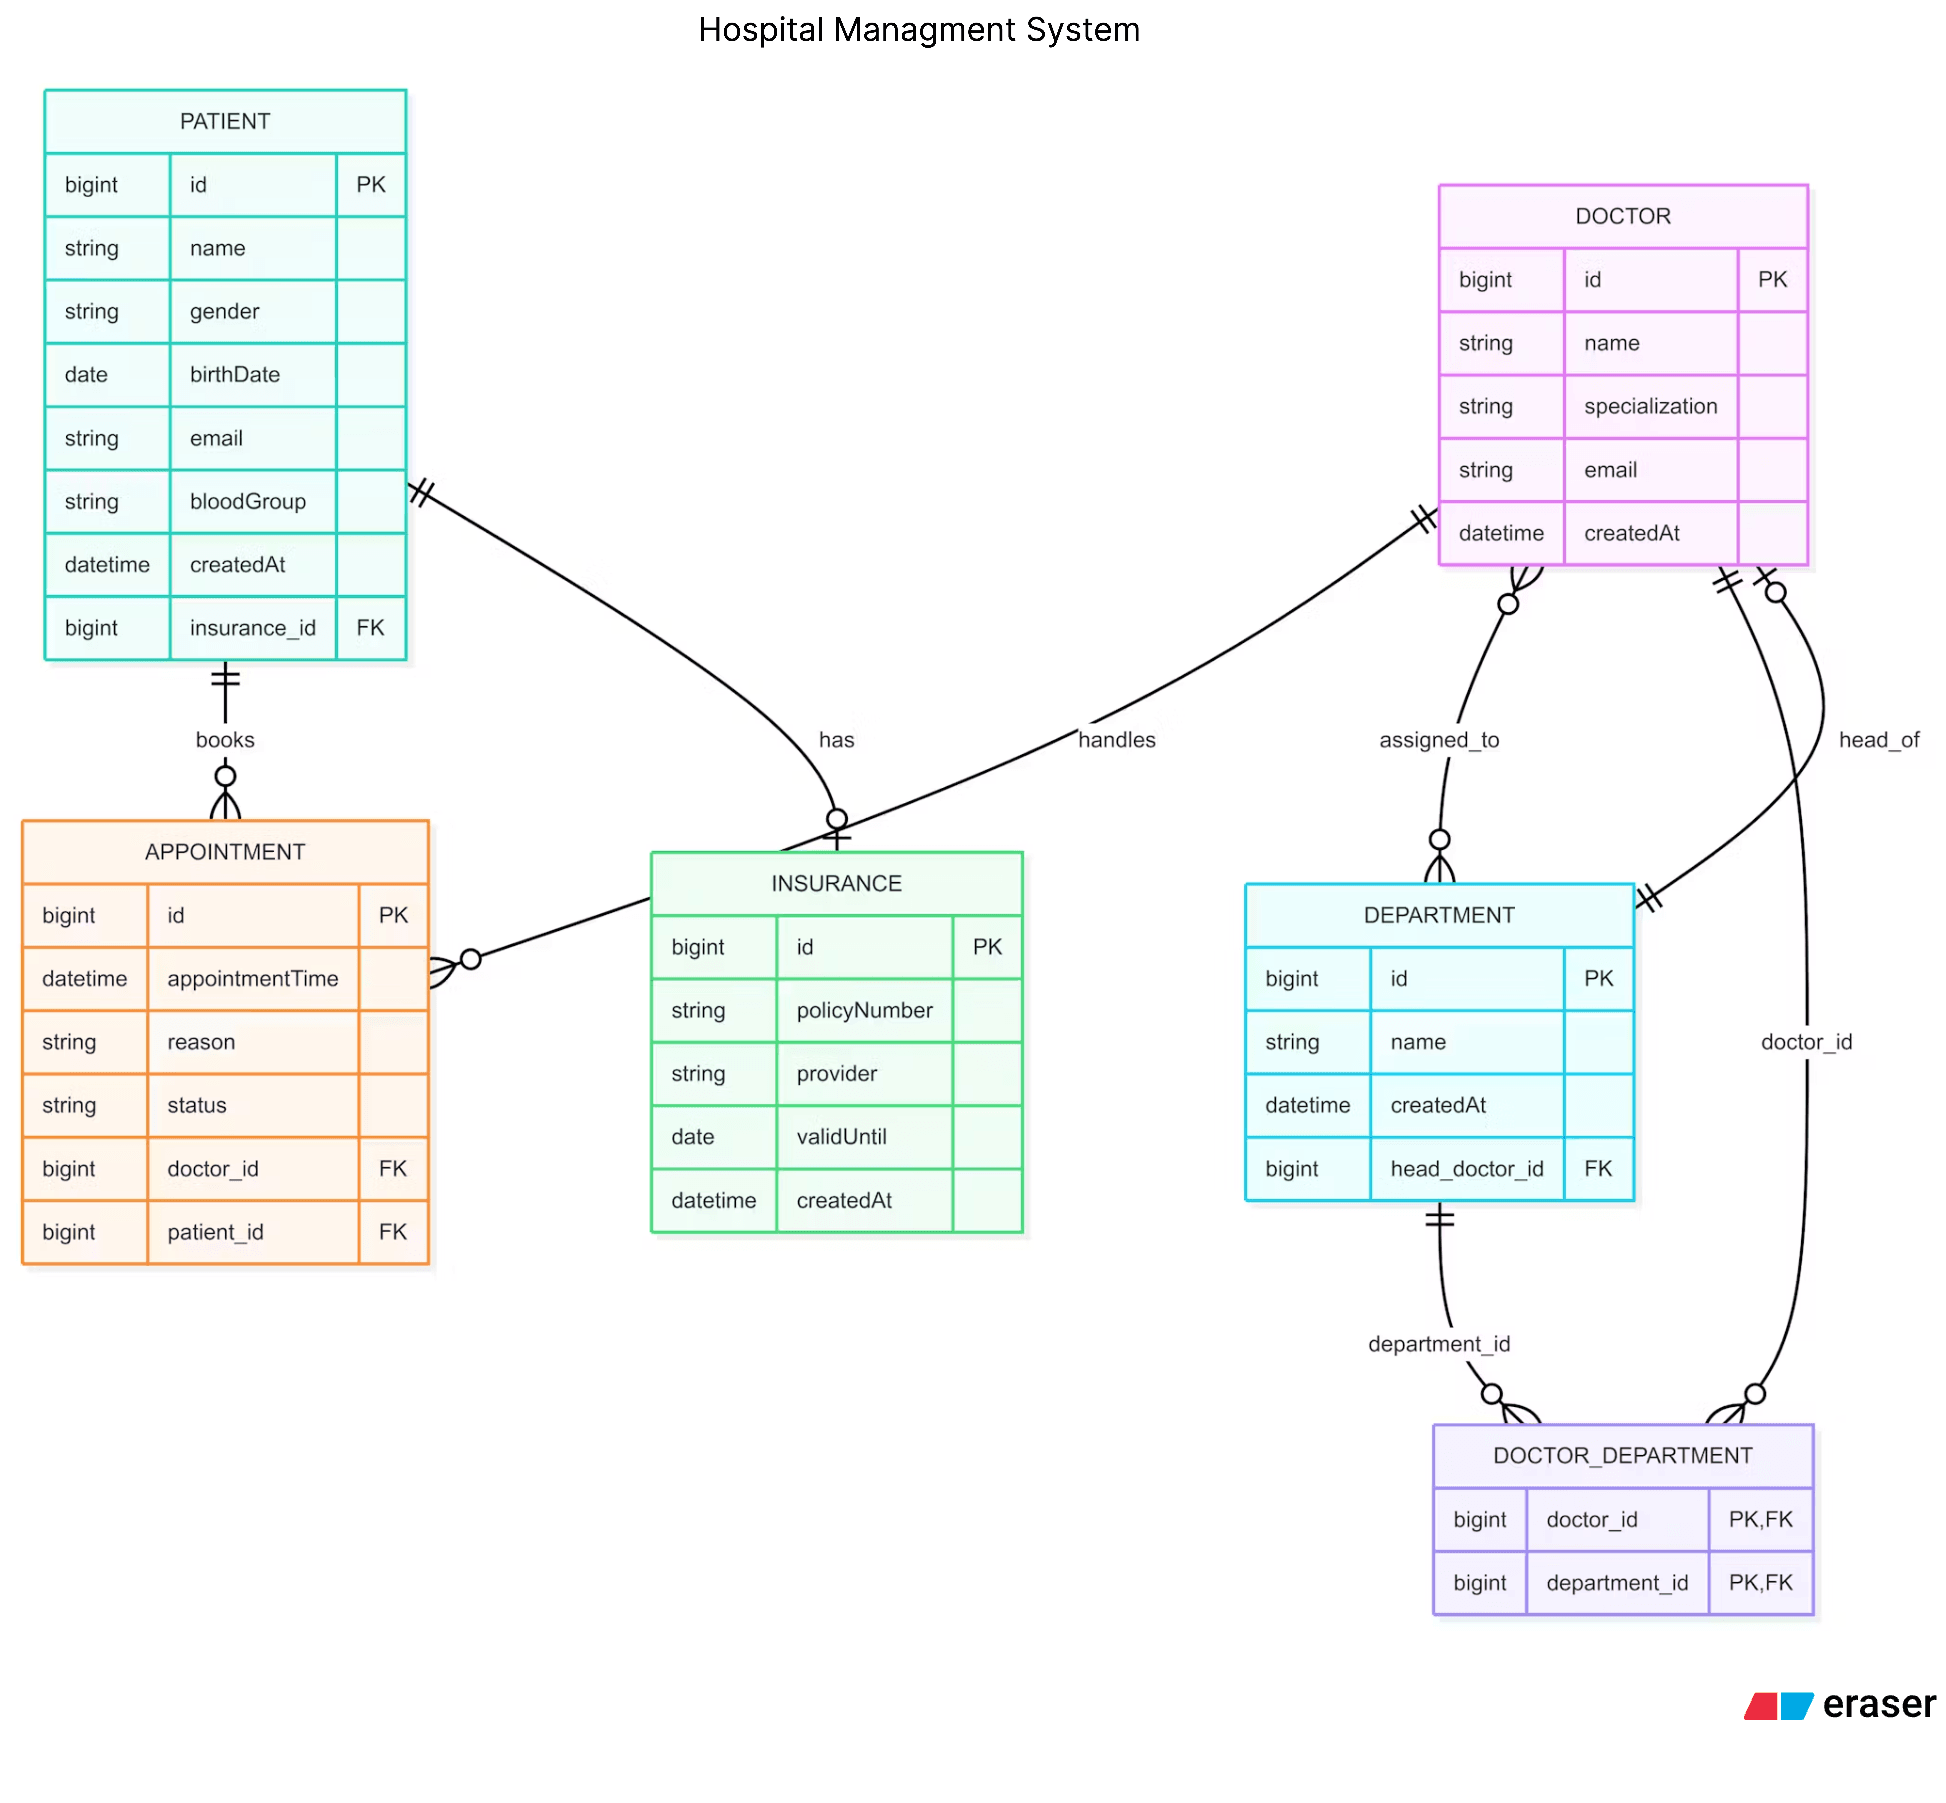 Hospital Managment System
PATIENT
bigint id PK
string name
string gender
date birthDate
string email
string bloodGroup
datetime createdAt
bigint insurance_id FK
DOCTOR
bigint id PK
string name
string specialization
string email
datetime createdAt
books
has
handles
assigned_to
head_of
APPOINTMENT
bigint id PK
datetime appointmentTime
string reason
string status
bigint doctor_id FK
bigint patient_id FK
INSURANCE
bigint id PK
string policyNumber
string provider
date validUntil
datetime createdAt
DEPARTMENT
bigint id PK
string name
datetime createdAt
bigint head_doctor_id FK
doctor_id
department_id
DOCTOR_DEPARTMENT
bigint doctor_id PK,FK
bigint department_id PK,FK
eraser